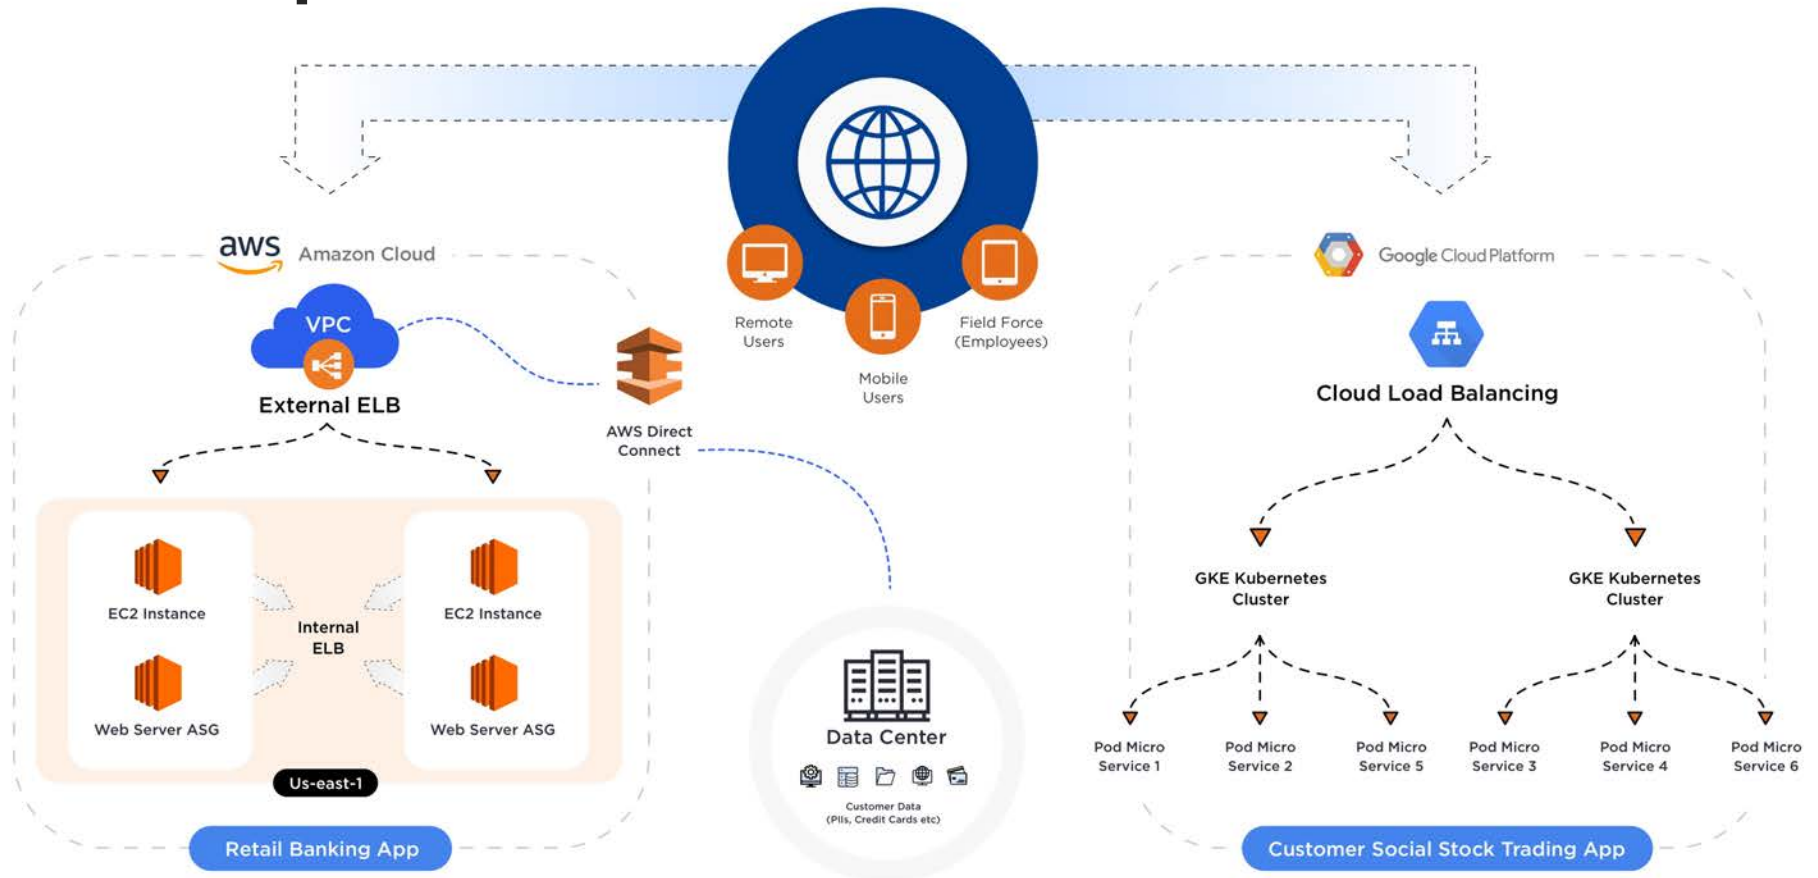 aws
Amazon Cloud
VPC
External ELB
EC2 Instance
Web Server ASG
Internal
ELB
EC2 Instance
Web Server ASG
Us-east-1
Retail Banking App
AWS Direct
Connect
Remote
Users
Mobile
Users
Field Force
(Employees)
Data Center
Customer Data
(PIIs, Credit Cards etc)
Google Cloud Platform
Cloud Load Balancing
GKE Kubernetes
Cluster
GKE Kubernetes
Cluster
Pod Micro
Service 1
Pod Micro
Service 2
Pod Micro
Service 5
Pod Micro
Service 3
Pod Micro
Service 4
Pod Micro
Service 6
Customer Social Stock Trading App